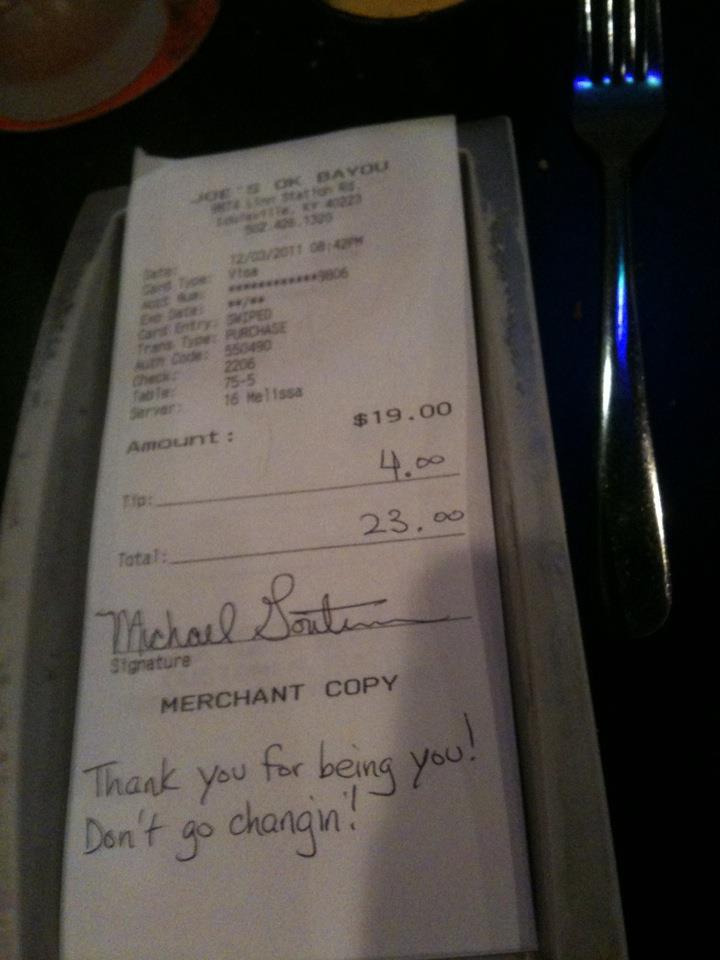 JOE'S OK BAYOU
9874 Linn Station Rd.
Louisville, KY 40223
502.426.1320
Date: 12/03/2011 08:42PM
Card Type: Visa
Acct Num: ************9806
Exp Date: **/**
Card Entry: SWIPED
Trans Type: PURCHASE
Auth Code: 550490
Check: 2206
Table: 75-5
Server: 16 Melissa
Amount: $19.00
Tip: 4.00
Total: 23.00
Michael
Signature
MERCHANT COPY
Thank you for being you!
Don't go changin'!